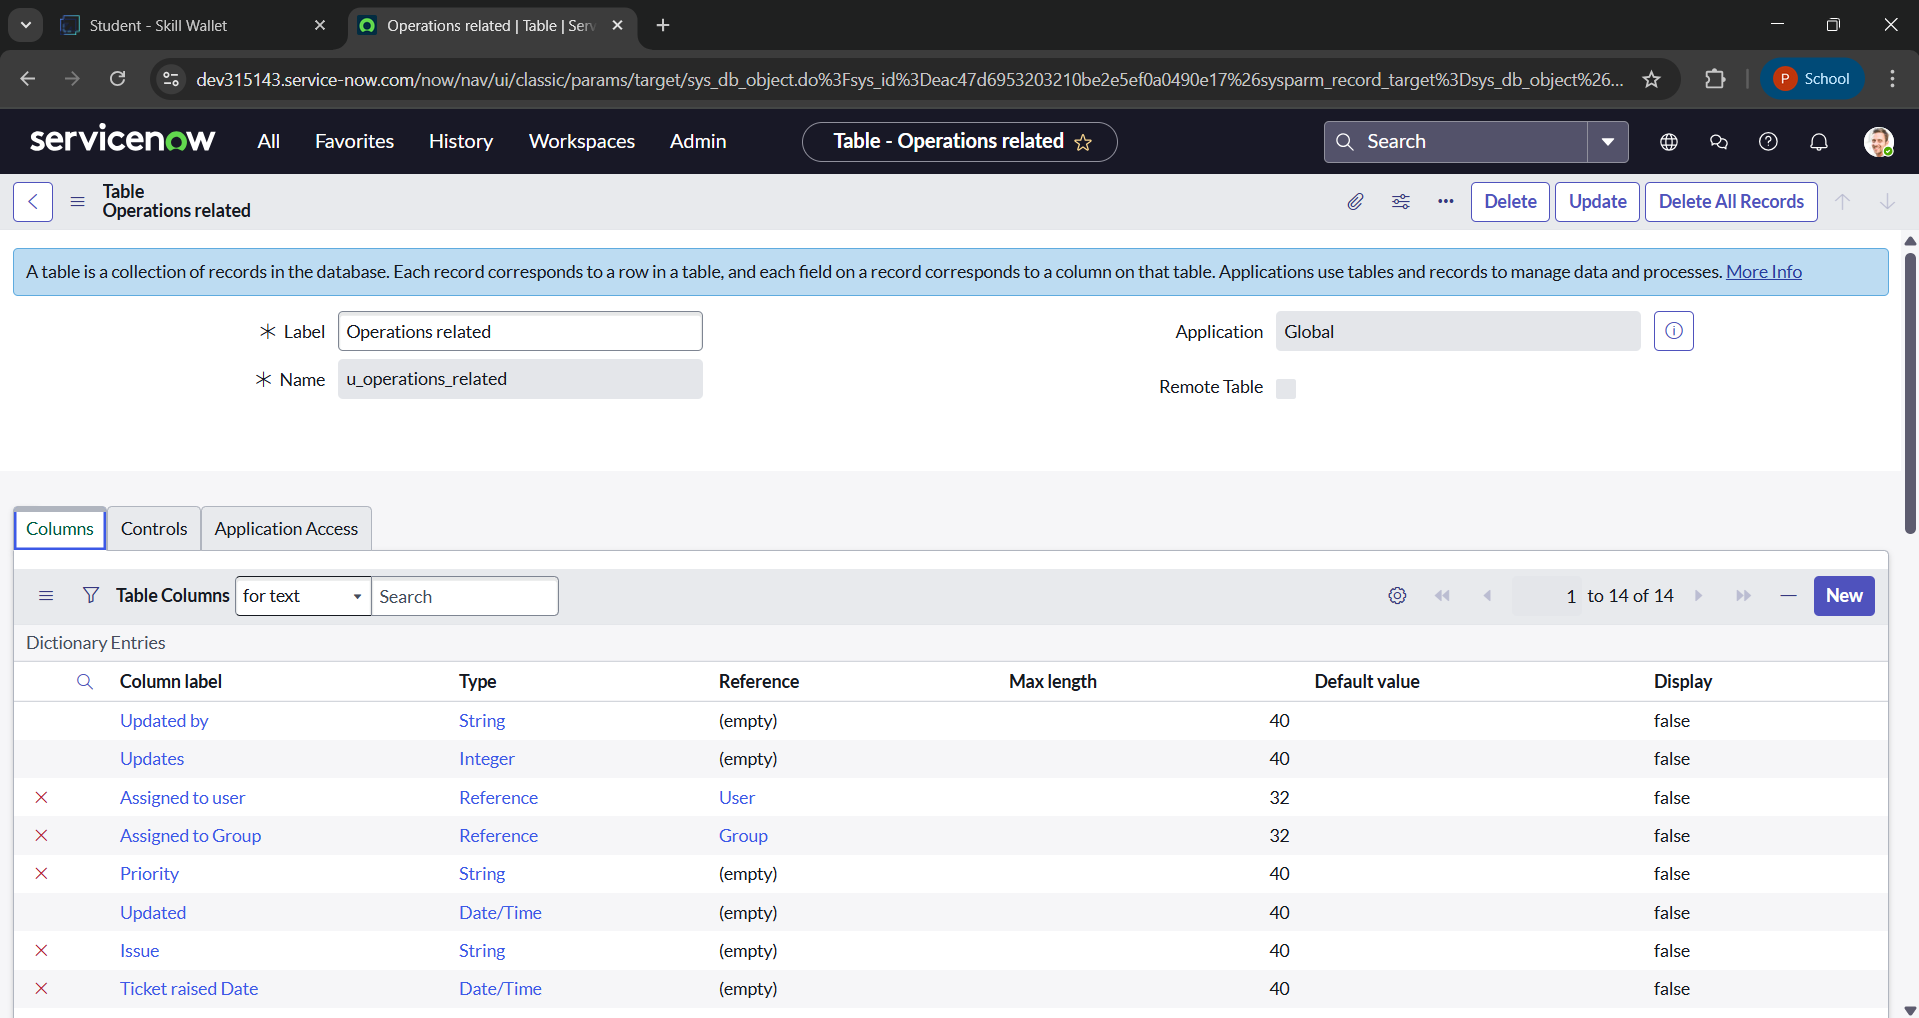 Student - Skill Wallet
Operations related | Table | Serv
dev315143.service-now.com/now/nav/ui/classic/params/target/sys_db_object.do%3Fsys_id%3Deac47d6953203210be2e5ef0a0490e17%26sysparm_record_target%3Dsys_db_object%26...
P School
servicenow All Favorites History Workspaces Admin Table - Operations related Search
Table
Operations related
Delete Update Delete All Records
A table is a collection of records in the database. Each record corresponds to a row in a table, and each field on a record corresponds to a column on that table. Applications use tables and records to manage data and processes. More Info
Label Operations related Application Global
Name u_operations_related
Remote Table
Columns Controls Application Access
Table Columns for text Search 1 to 14 of 14 New
Dictionary Entries
Column label Type Reference Max length Default value Display
Updated by String (empty) 40 false
Updates Integer (empty) 40 false
Assigned to user Reference User 32 false
Assigned to Group Reference Group 32 false
Priority String (empty) 40 false
Updated Date/Time (empty) 40 false
Issue String (empty) 40 false
Ticket raised Date Date/Time (empty) 40 false